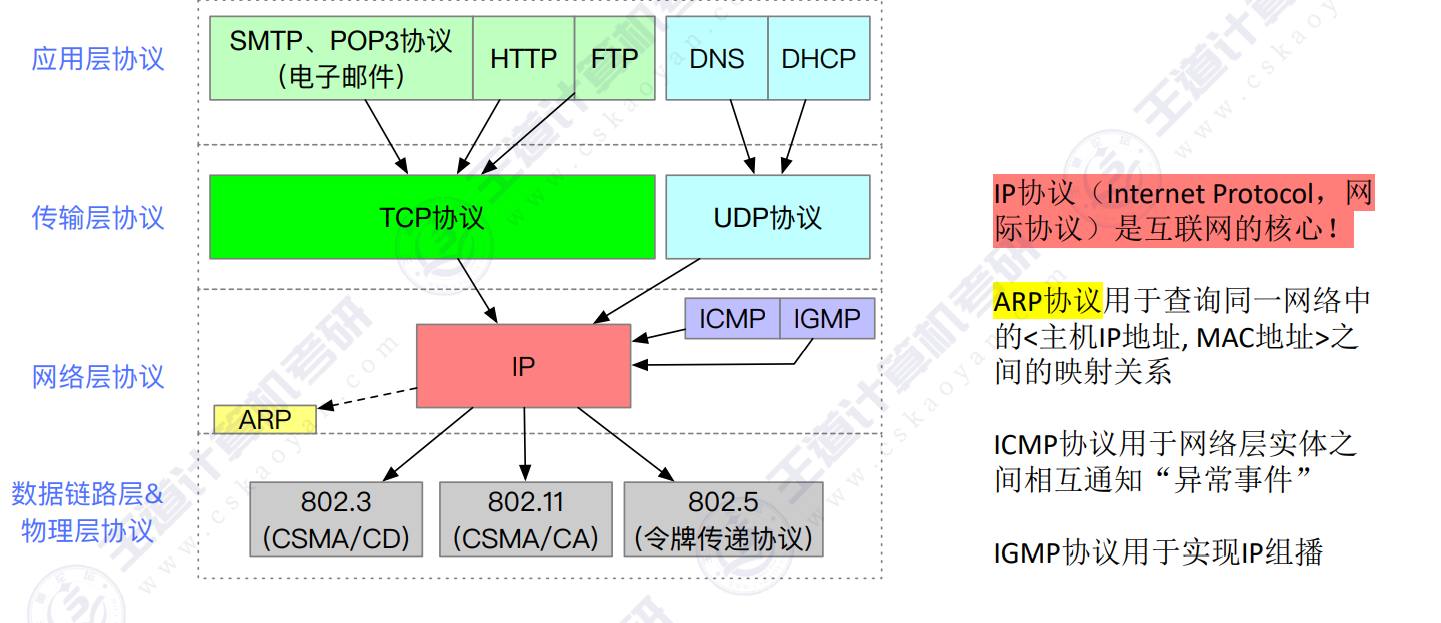 应用层协议
SMTP、POP3协议
（电子邮件）
HTTP
FTP
DNS
DHCP
传输层协议
TCP协议
UDP协议
网络层协议
ICMP
IGMP
IP
ARP
数据链路层&
物理层协议
802.3
(CSMA/CD)
802.11
(CSMA/CA)
802.5
(令牌传递协议)
IP协议（Internet Protocol，网
际协议）是互联网的核心！
ARP协议用于查询同一网络中
的<主机IP地址, MAC地址>之
间的映射关系
ICMP协议用于网络层实体之
间相互通知“异常事件”
IGMP协议用于实现IP组播
王道计算机考研
www.cskaoyan.com